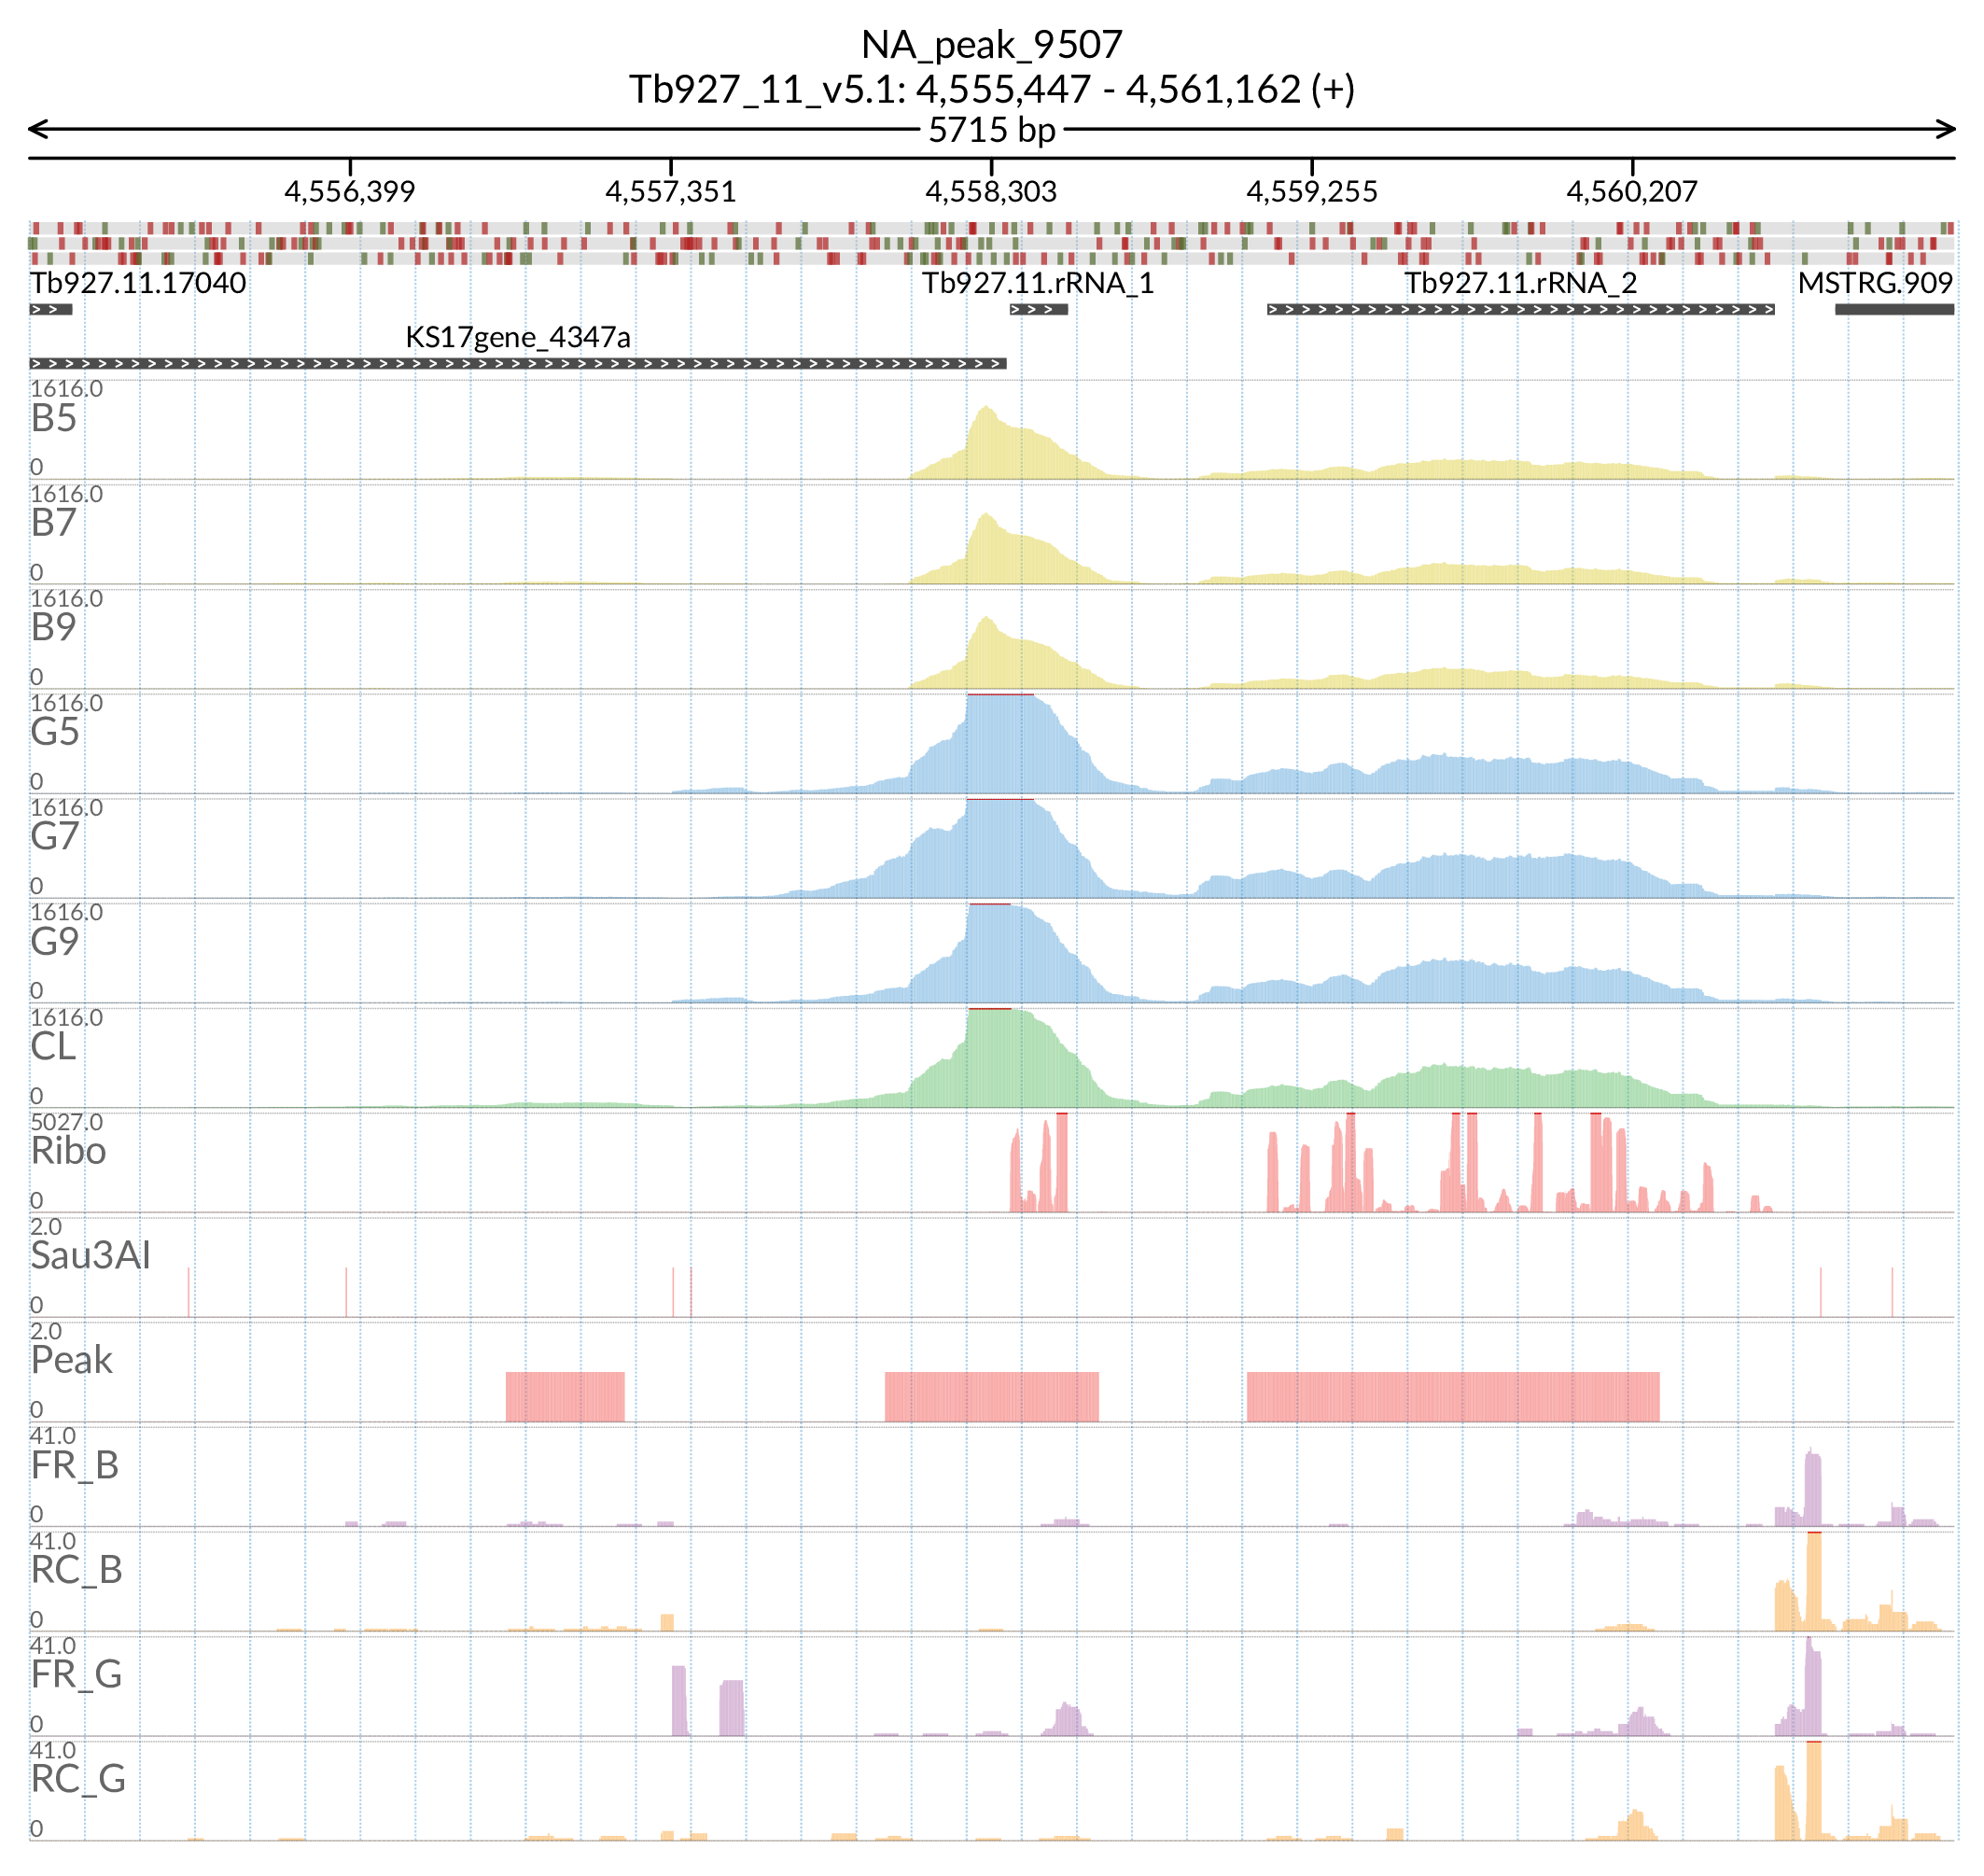 NA_peak_9507
Tb927_11_v5.1: 4,555,447 - 4,561,162 (+)
5715 bp
4,556,399 4,557,351 4,558,303 4,559,255 4,560,207
Tb927.11.17040 Tb927.11.rRNA_1 Tb927.11.rRNA_2 MSTRG.909
KS17gene_4347a
1616.0
B5
0
1616.0
B7
0
1616.0
B9
0
1616.0
G5
0
1616.0
G7
0
1616.0
G9
0
1616.0
CL
0
5027.0
Ribo
0
2.0
Sau3AI
0
2.0
Peak
0
41.0
FR_B
0
41.0
RC_B
0
41.0
FR_G
0
41.0
RC_G
0